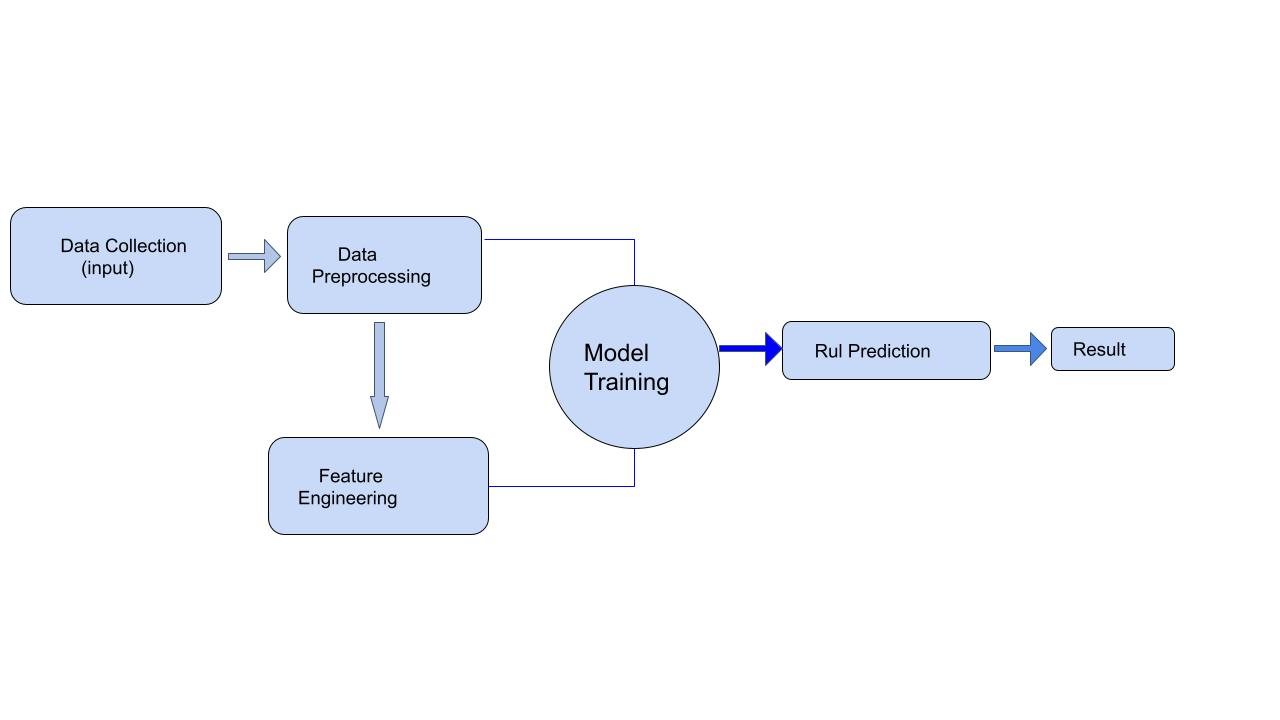 Data Collection
(input)
Data
Preprocessing
Feature
Engineering
Model
Training
Rul Prediction
Result